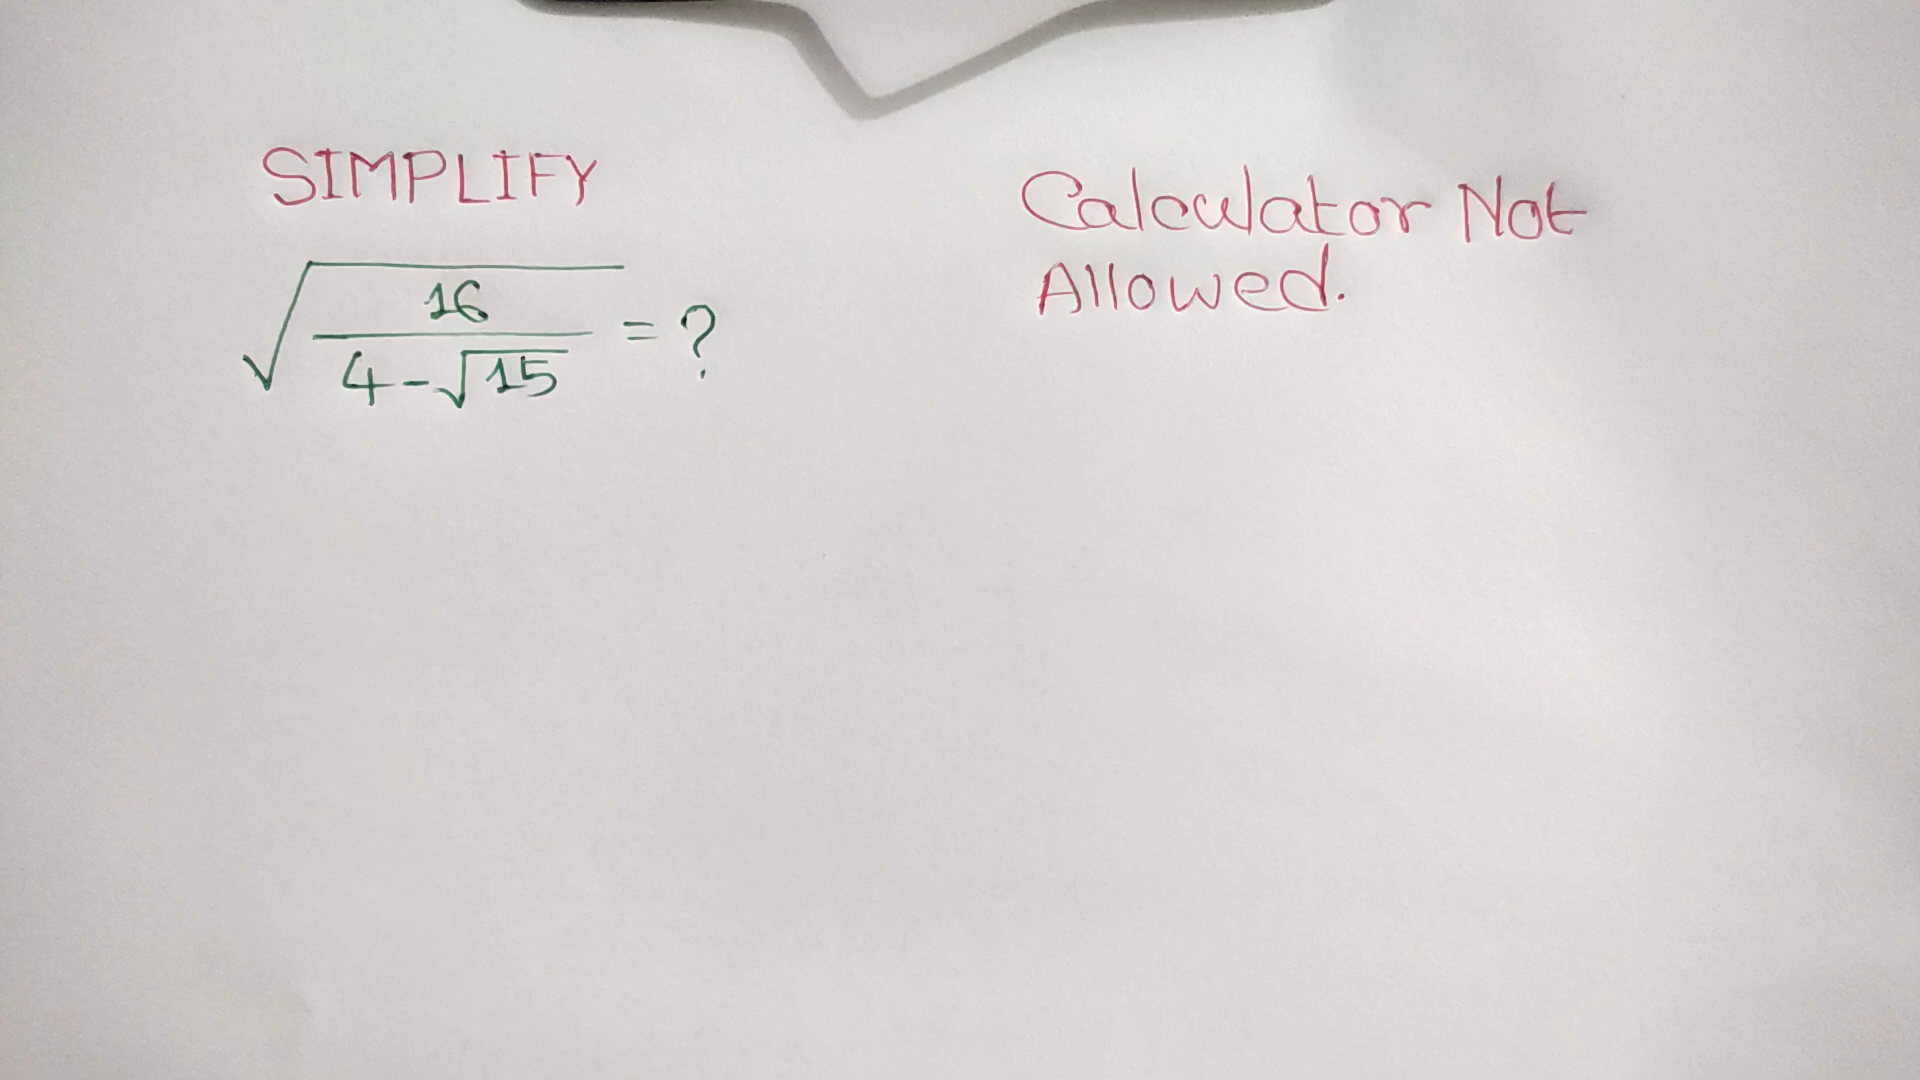 SIMPLIFY
√(16/(4-√15)) = ?
Calculator Not
Allowed.